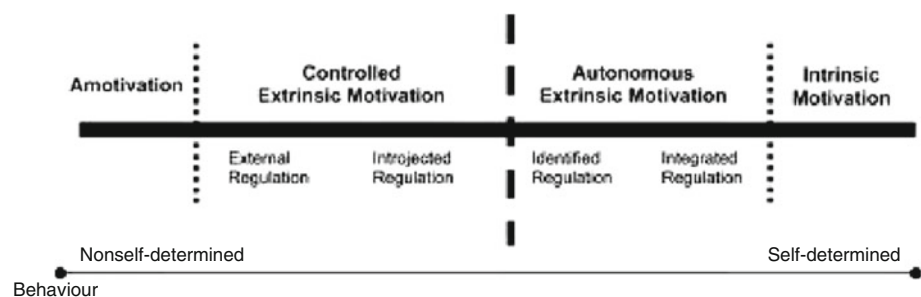 Amotivation
Controlled
Extrinsic Motivation
Autonomous
Extrinsic Motivation
Intrinsic
Motivation
External
Regulation
Introjected
Regulation
Identified
Regulation
Integrated
Regulation
Nonself-determined
Self-determined
Behaviour